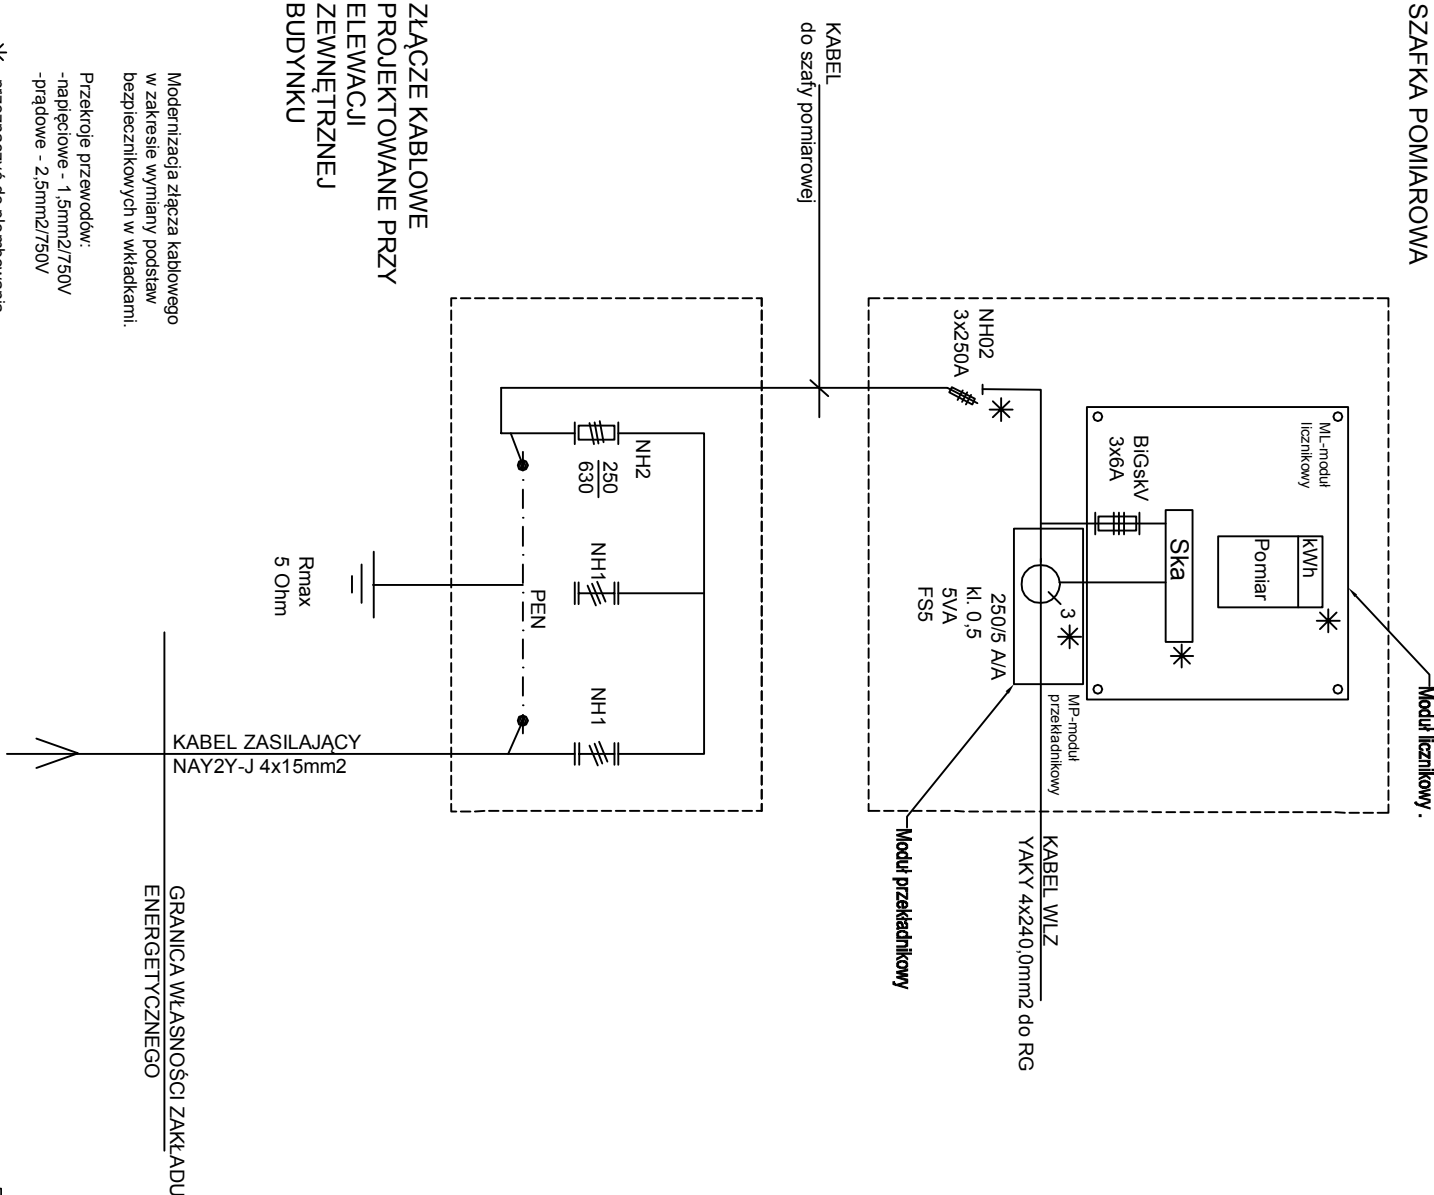 SZAFKA POMIAROWA
Moduł licznikowy .
ML-moduł
licznikowy
kWh
Pomiar
Ska
BiGskV
3x6A
NH02
3x250A
3
250/5 A/A
kl. 0,5
5VA
FS5
MP-moduł
przekładnikowy
Moduł przekładnikowy
KABEL WLZ
YAKY 4x240,0mm2 do RG
KABEL
do szafy pomiarowej
ZŁĄCZE KABLOWE
PROJEKTOWANE PRZY
ELEWACJI
ZEWNĘTRZNEJ
BUDYNKU
NH2
250
630
NH1
NH1
PEN
Rmax
5 Ohm
KABEL ZASILAJĄCY
NAY2Y-J 4x15mm2
GRANICA WŁASNOŚCI ZAKŁADU
ENERGETYCZNEGO
Modernizacja złącza kablowego
w zakresie wymiany podstaw
bezpiecznikowych w wkładkami.
Przekroje przewodów:
-napięciowe - 1,5mm2/750V
-prądowe - 2,5mm2/750V